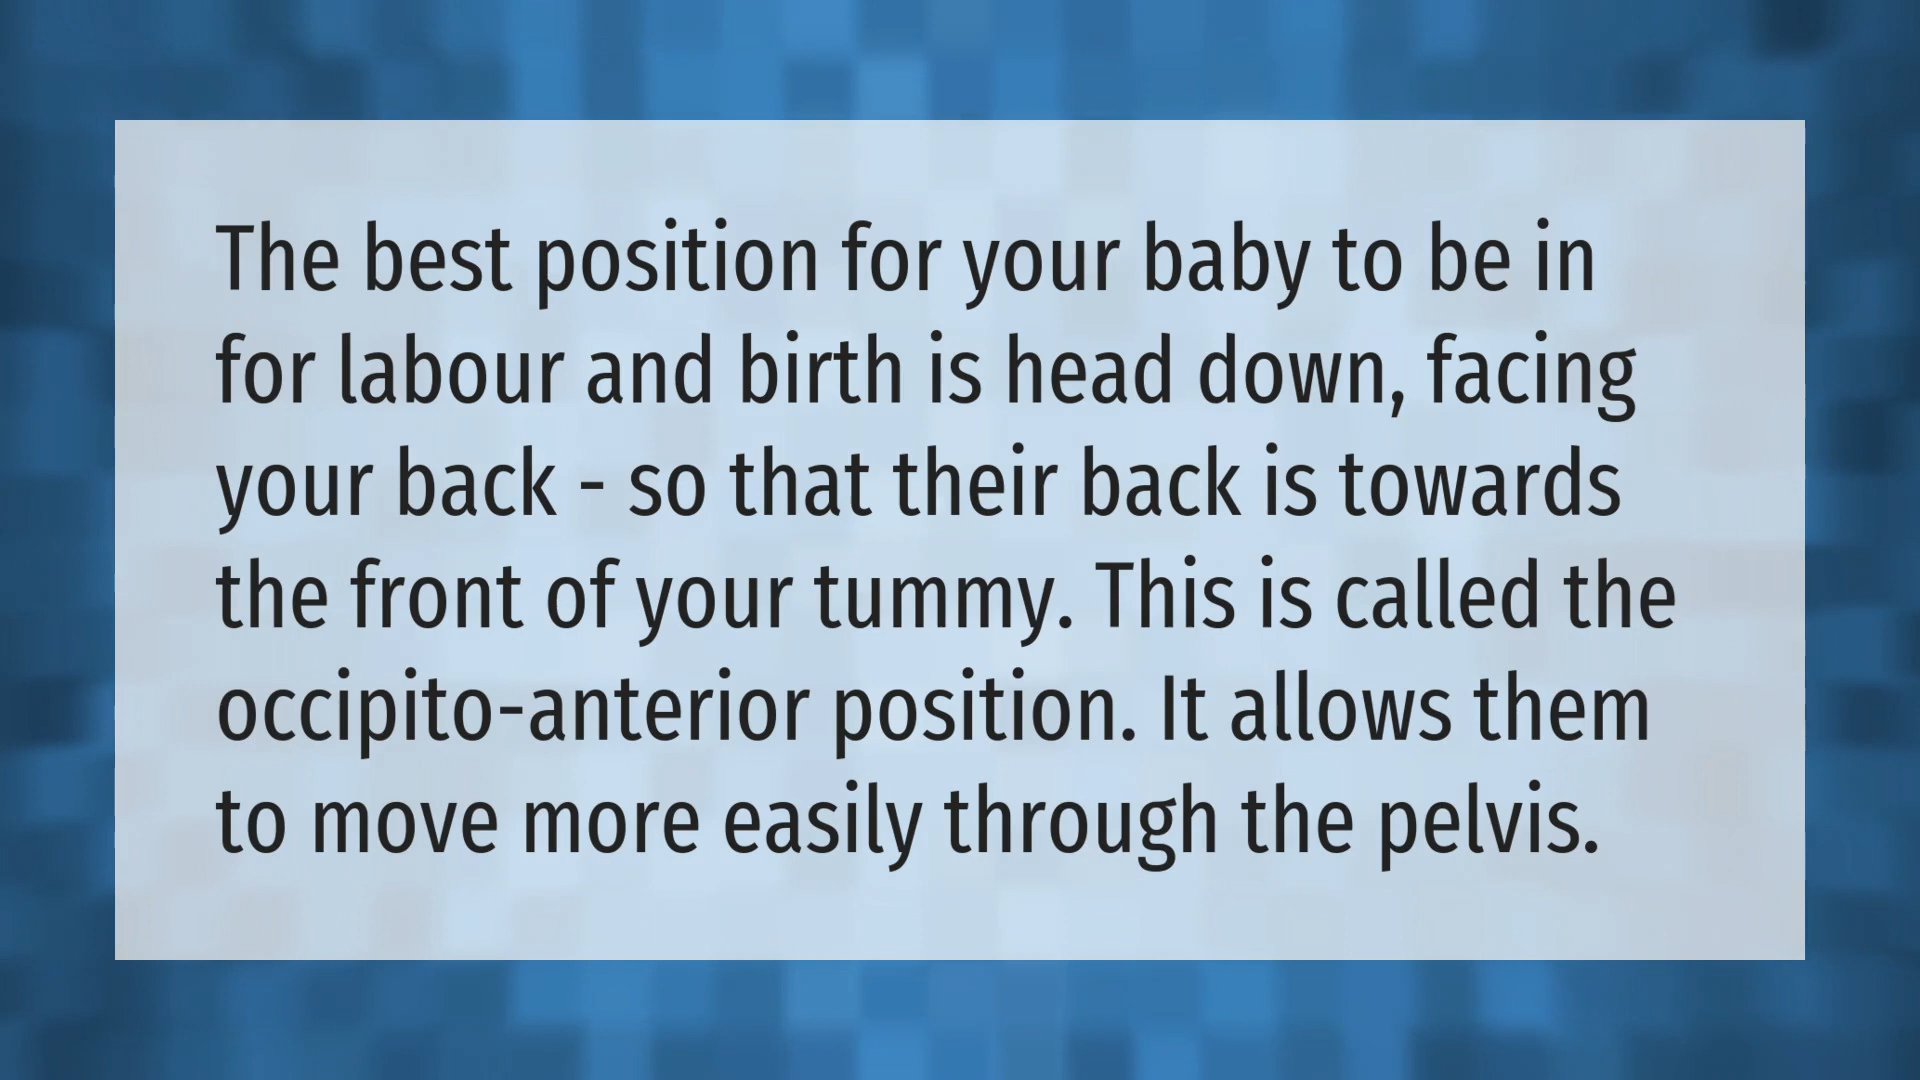 The best position for your baby to be in
for labour and birth is head down, facing
your back - so that their back is towards
the front of your tummy. This is called the
occipito-anterior position. It allows them
to move more easily through the pelvis.